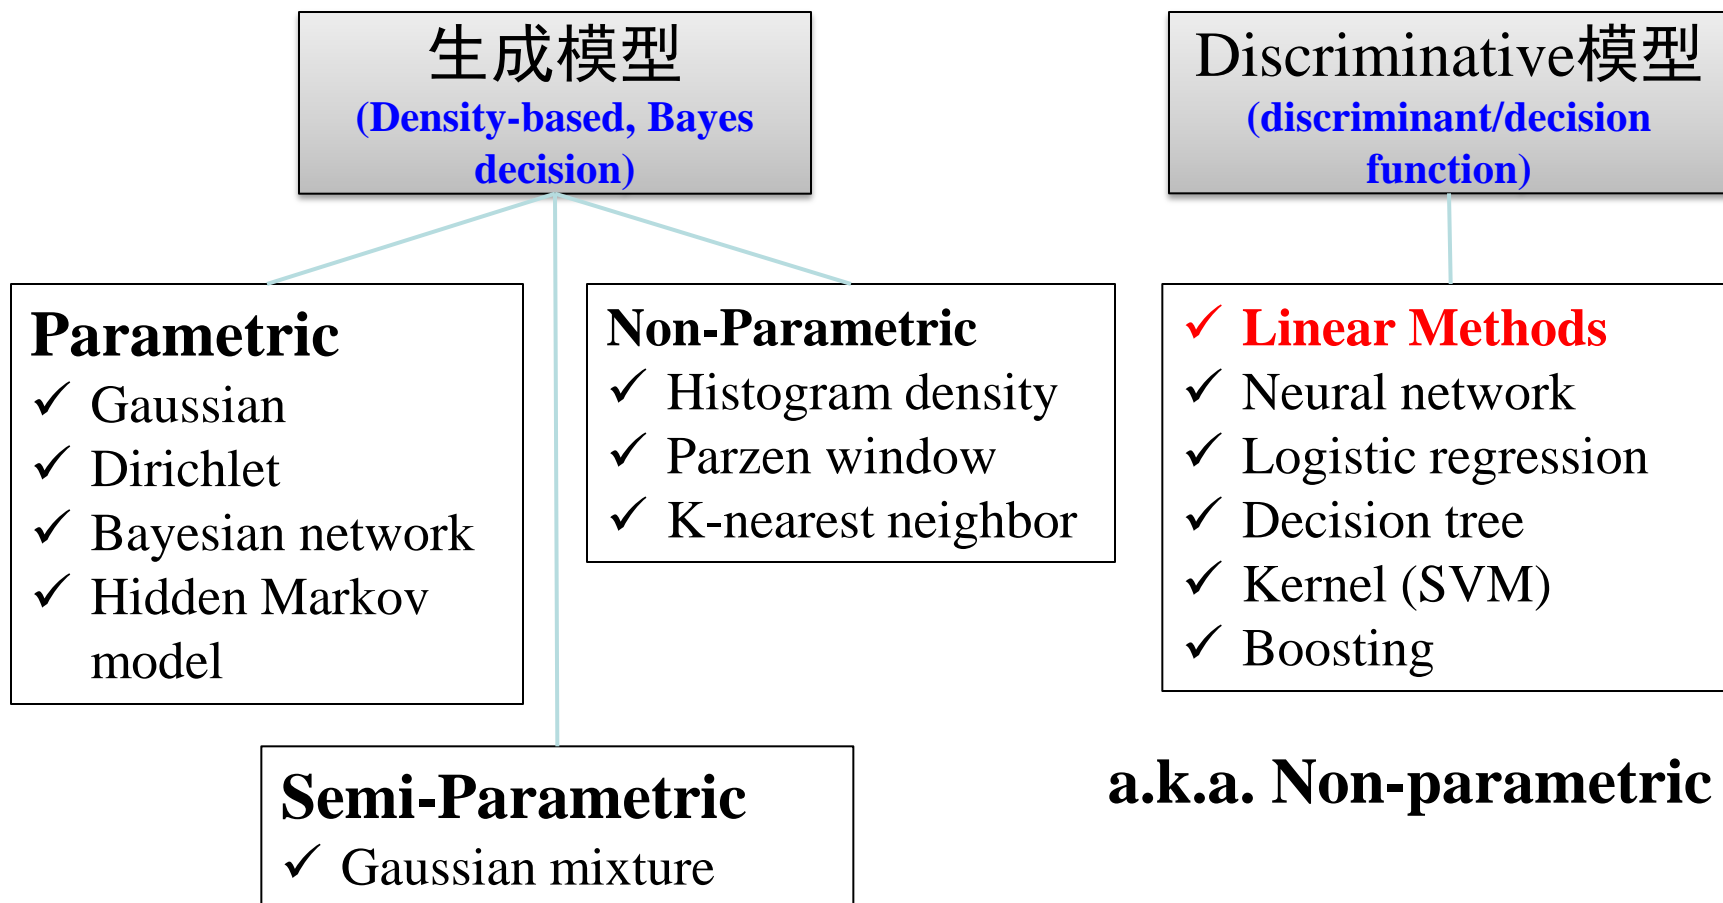 生成模型
(Density-based, Bayes
decision)
Discriminative模型
(discriminant/decision
function)
Parametric
✓ Gaussian
✓ Dirichlet
✓ Bayesian network
✓ Hidden Markov
model
Non-Parametric
✓ Histogram density
✓ Parzen window
✓ K-nearest neighbor
✓ Linear Methods
✓ Neural network
✓ Logistic regression
✓ Decision tree
✓ Kernel (SVM)
✓ Boosting
Semi-Parametric
✓ Gaussian mixture
a.k.a. Non-parametric